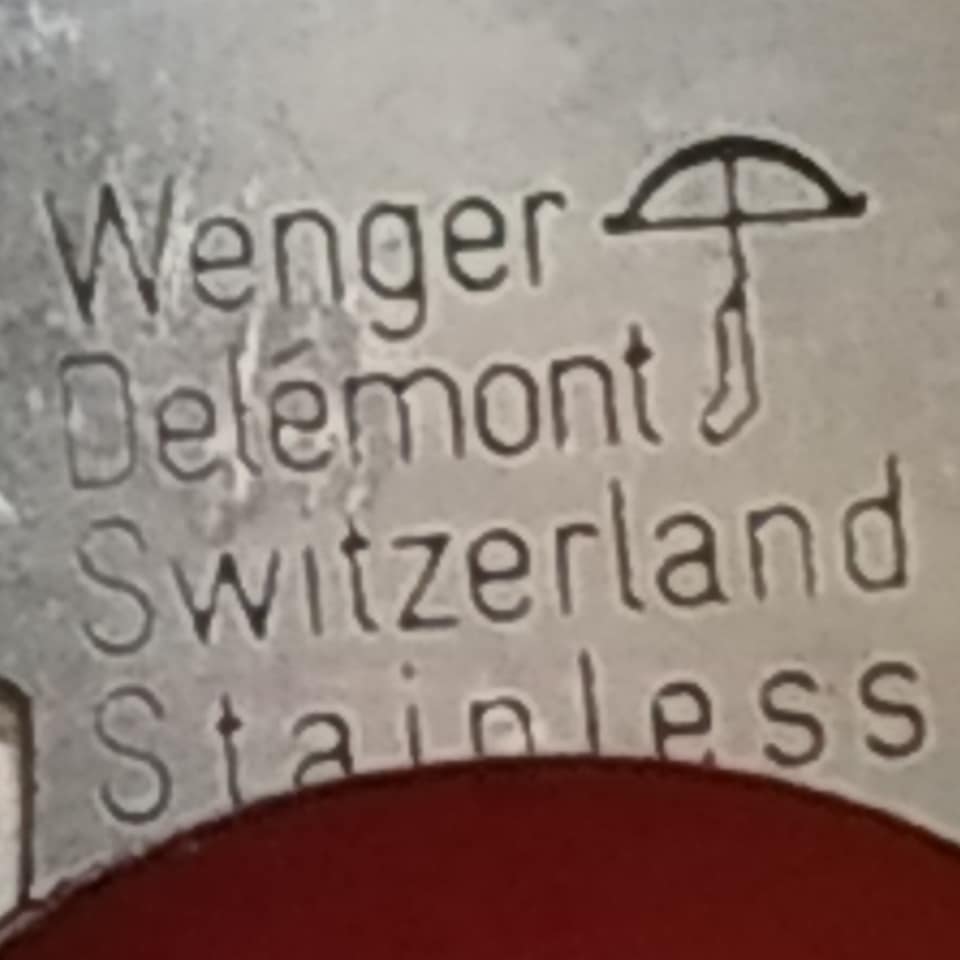 Wenger
Delémont
Switzerland
Stainless